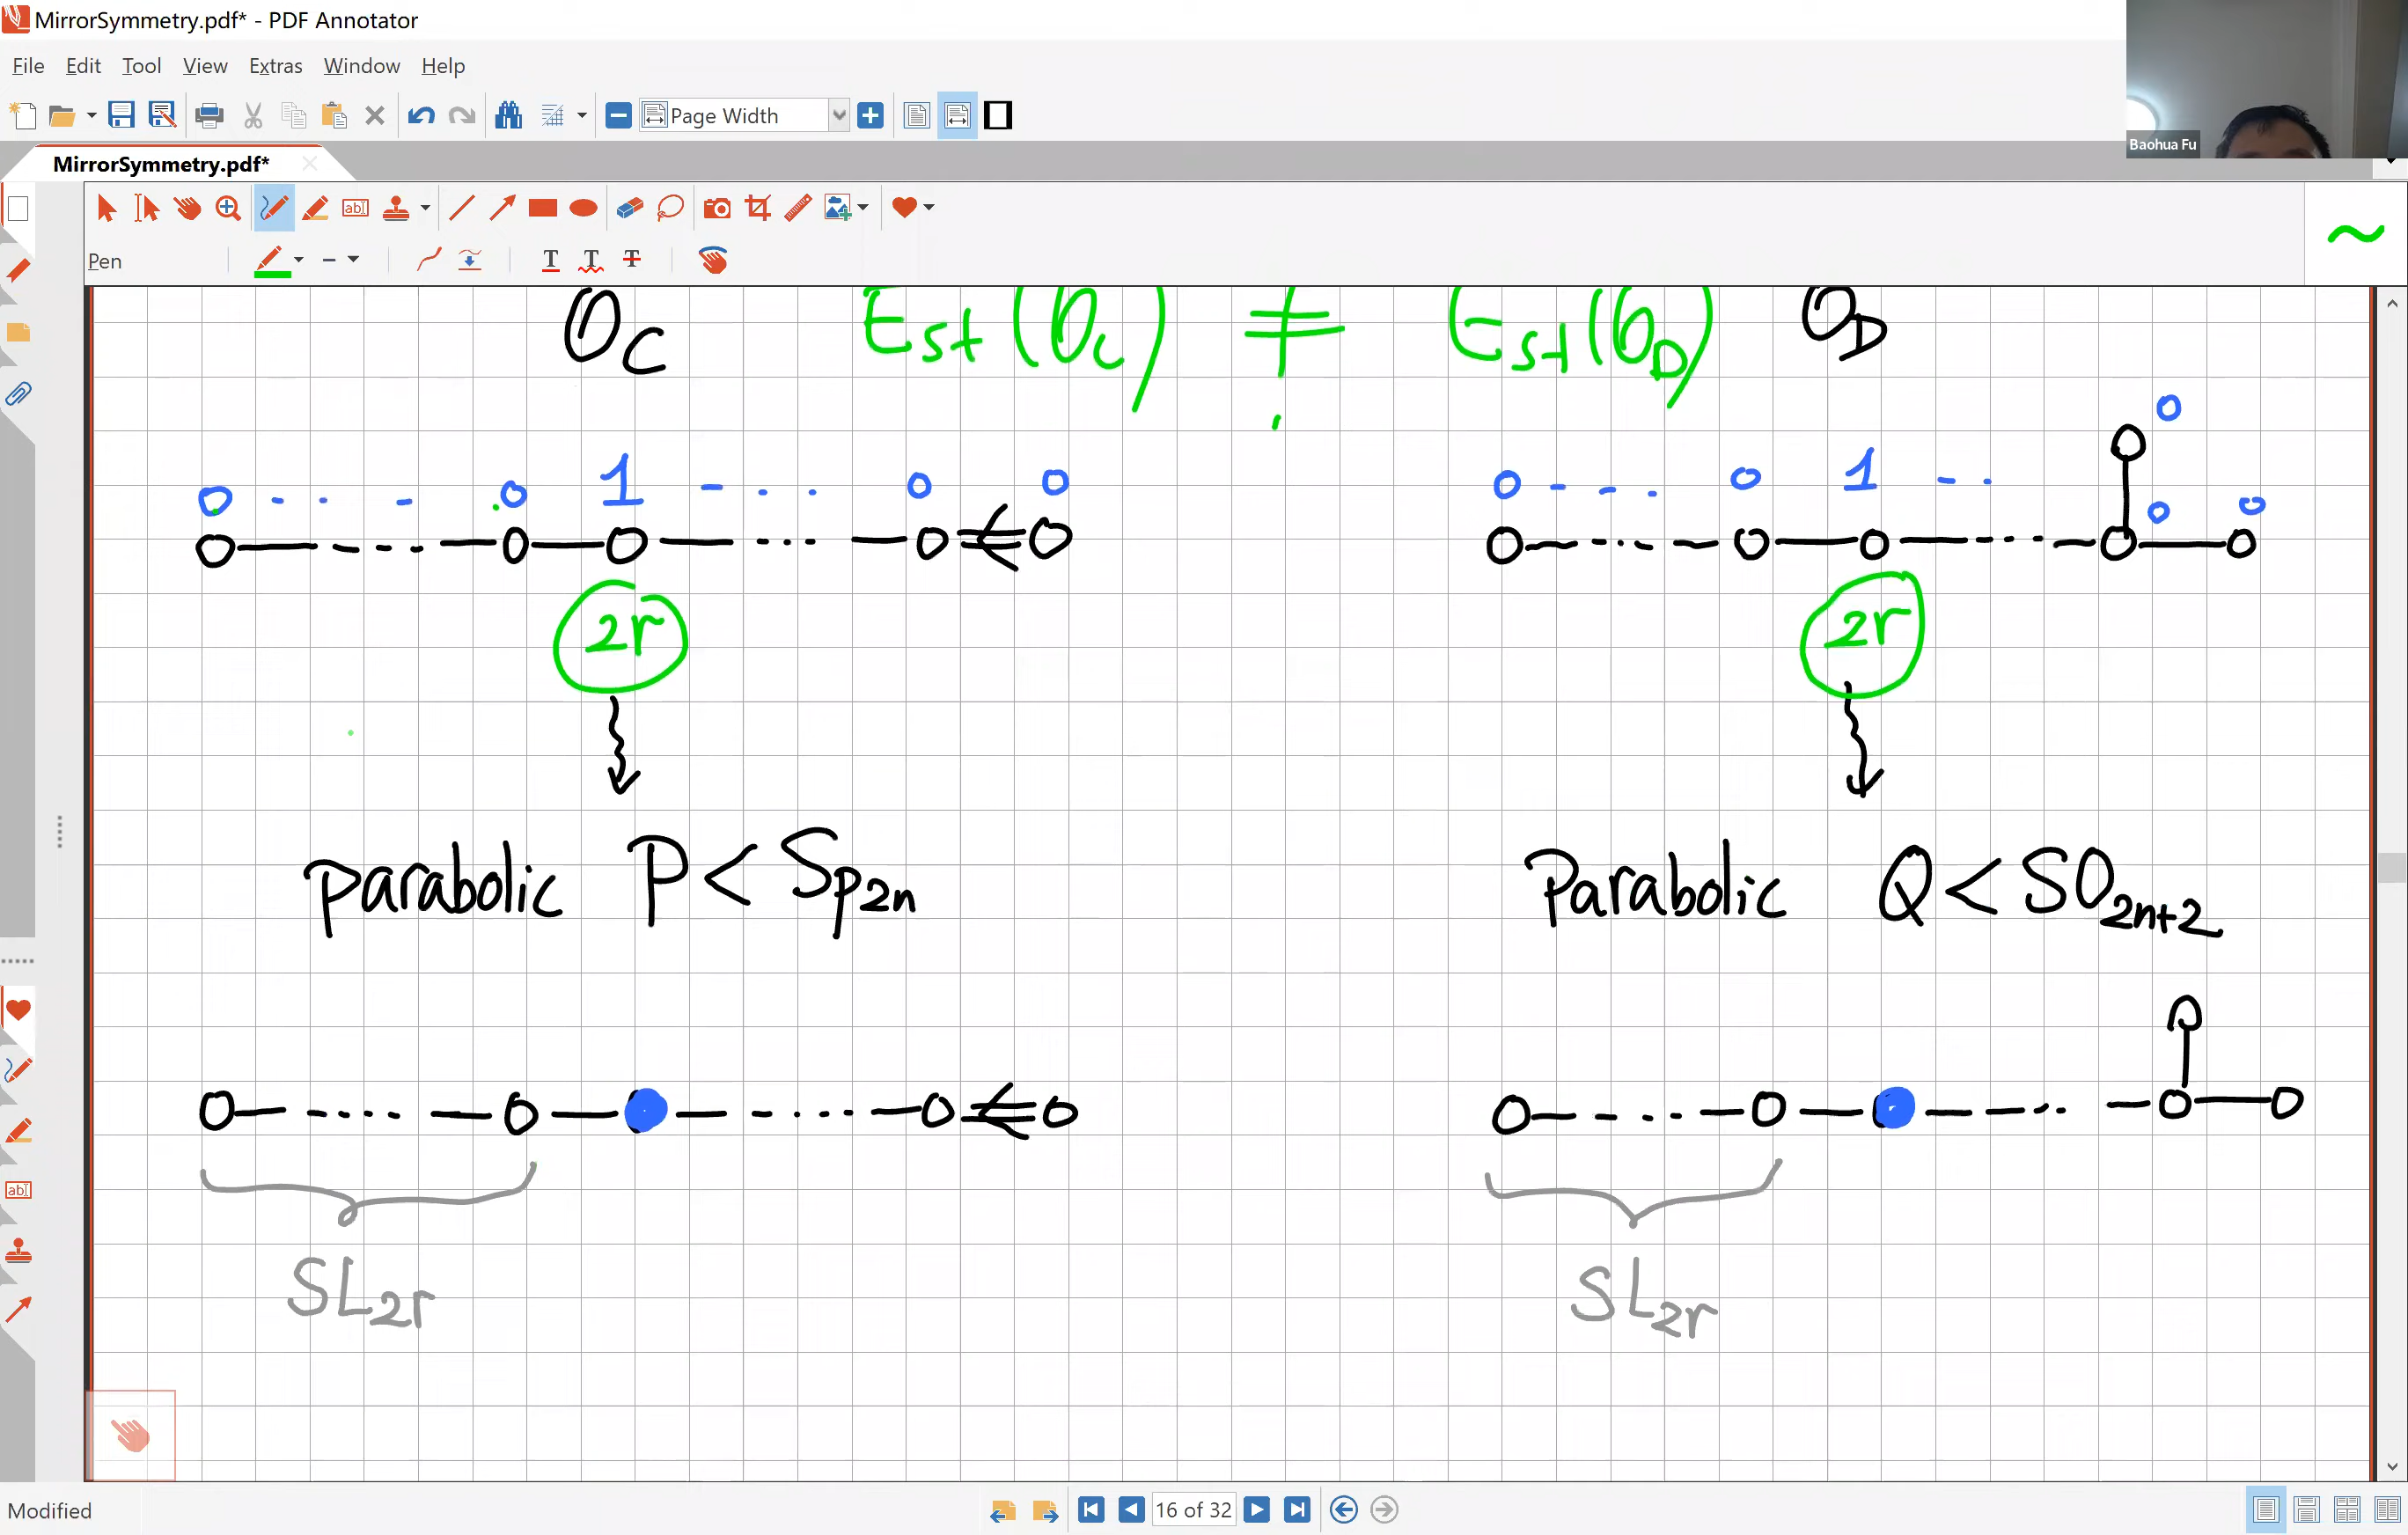 MirrorSymmetry.pdf* - PDF Annotator
File Edit Tool View Extras Window Help
Page Width
Baohua Fu
MirrorSymmetry.pdf*
Pen
O_C E_st(O_C) ≠ E_st(O_D) O_D
0 - - - 0 1 - - - 0 0
0 - - - 0 1 - - 0 0 0
2r 2r
parabolic P < Sp_2n Parabolic Q < SO_2n+2
SL_2r SL_2r
Modified
16 of 32